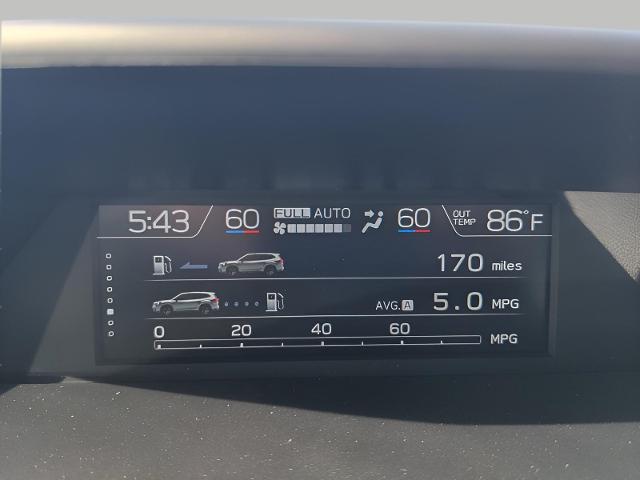 5:43 60 FULL AUTO 60 OUT TEMP 86°F
170 miles
AVG. A 5.0 MPG
0 20 40 60 MPG